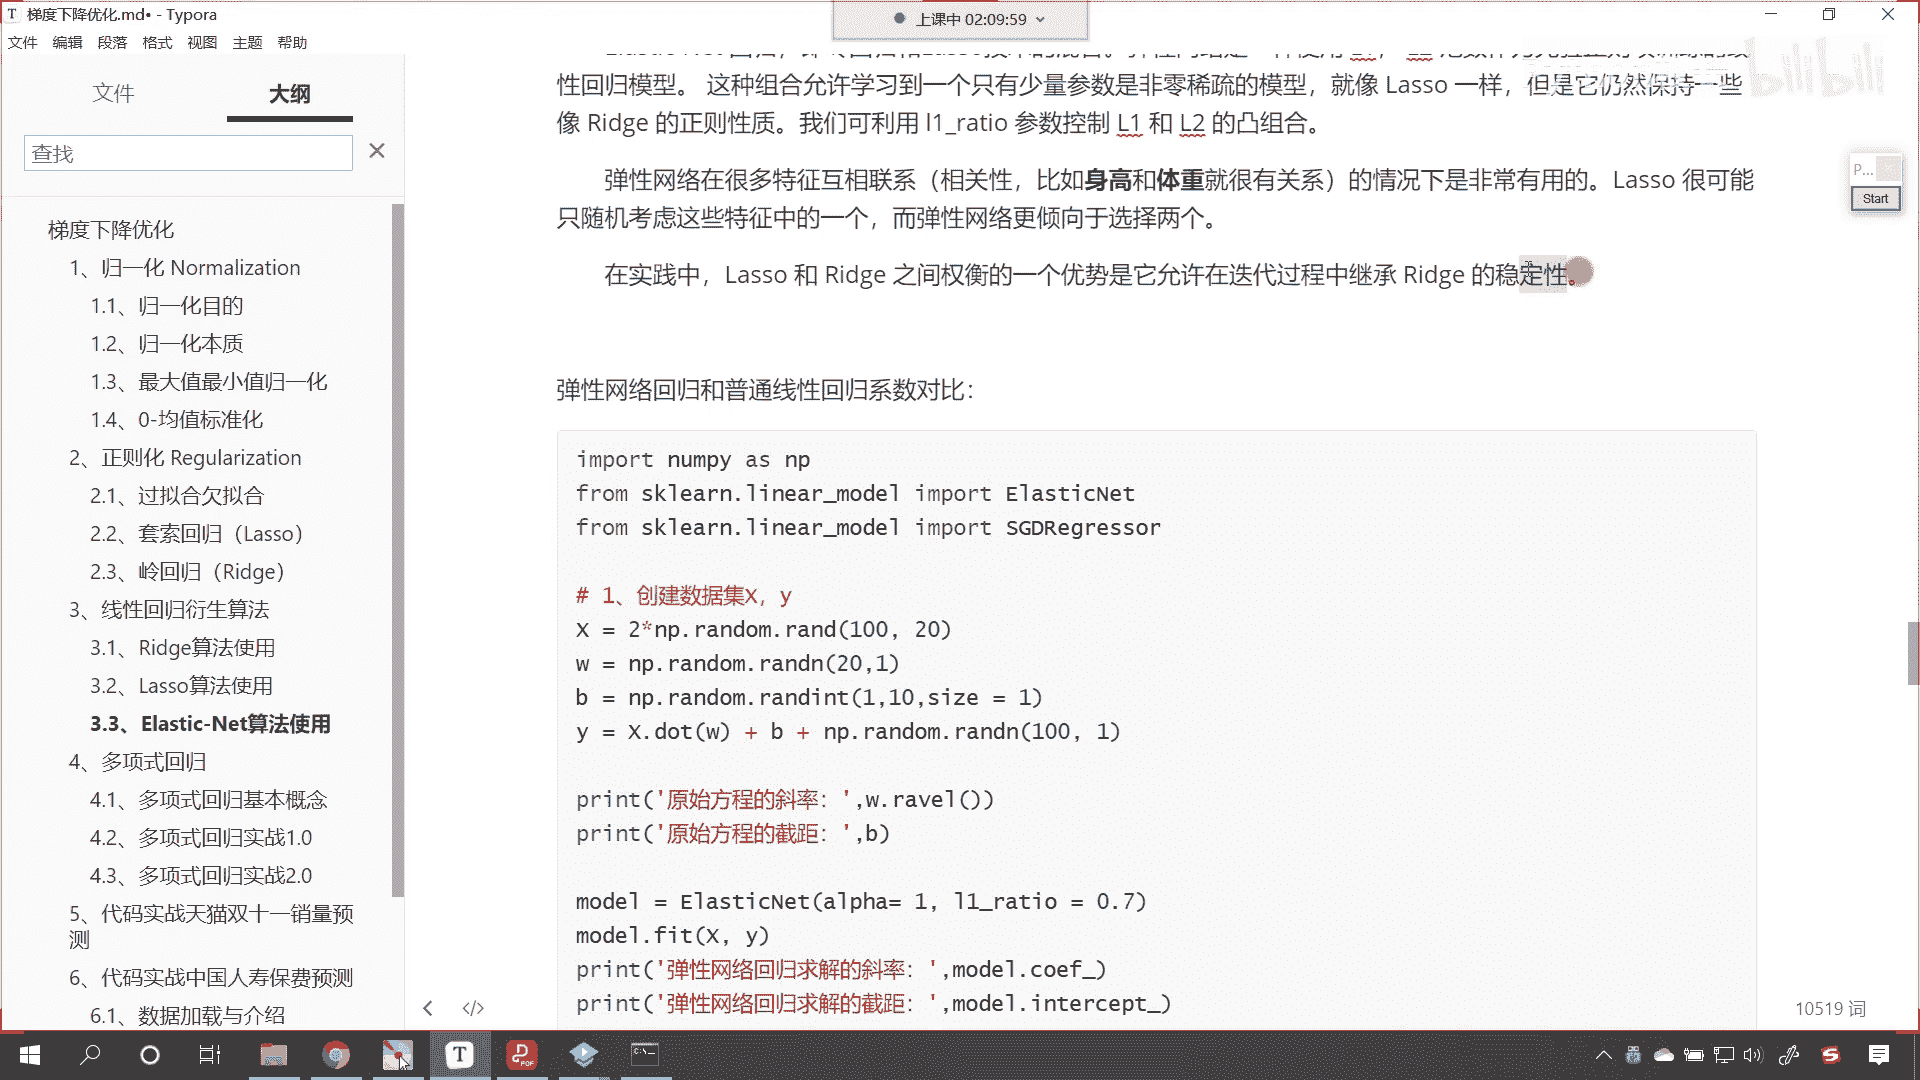 梯度下降优化.md• - Typora
上课中 02:09:59
文件 编辑 段落 格式 视图 主题 帮助
文件 大纲
查找
梯度下降优化
1、归一化 Normalization
1.1、归一化目的
1.2、归一化本质
1.3、最大值最小值归一化
1.4、0-均值标准化
2、正则化 Regularization
2.1、过拟合欠拟合
2.2、套索回归（Lasso）
2.3、岭回归（Ridge）
3、线性回归衍生算法
3.1、Ridge算法使用
3.2、Lasso算法使用
3.3、Elastic-Net算法使用
4、多项式回归
4.1、多项式回归基本概念
4.2、多项式回归实战1.0
4.3、多项式回归实战2.0
5、代码实战天猫双十一销量预
测
6、代码实战中国人寿保费预测
6.1、数据加载与介绍
性回归模型。 这种组合允许学习到一个只有少量参数是非零稀疏的模型，就像 Lasso 一样，但是它仍然保持一些
像 Ridge 的正则性质。我们可利用 l1_ratio 参数控制 L1 和 L2 的凸组合。
弹性网络在很多特征互相联系（相关性，比如身高和体重就很有关系）的情况下是非常有用的。Lasso 很可能
只随机考虑这些特征中的一个，而弹性网络更倾向于选择两个。
在实践中，Lasso 和 Ridge 之间权衡的一个优势是它允许在迭代过程中继承 Ridge 的稳定性。
弹性网络回归和普通线性回归系数对比：
import numpy as np
from sklearn.linear_model import ElasticNet
from sklearn.linear_model import SGDRegressor
# 1、创建数据集X，y
X = 2*np.random.rand(100, 20)
w = np.random.randn(20,1)
b = np.random.randint(1,10,size = 1)
y = X.dot(w) + b + np.random.randn(100, 1)
print('原始方程的斜率：',w.ravel())
print('原始方程的截距：',b)
model = ElasticNet(alpha= 1, l1_ratio = 0.7)
model.fit(X, y)
print('弹性网络回归求解的斜率：',model.coef_)
print('弹性网络回归求解的截距：',model.intercept_)
10519 词
P...
Start
bilibili